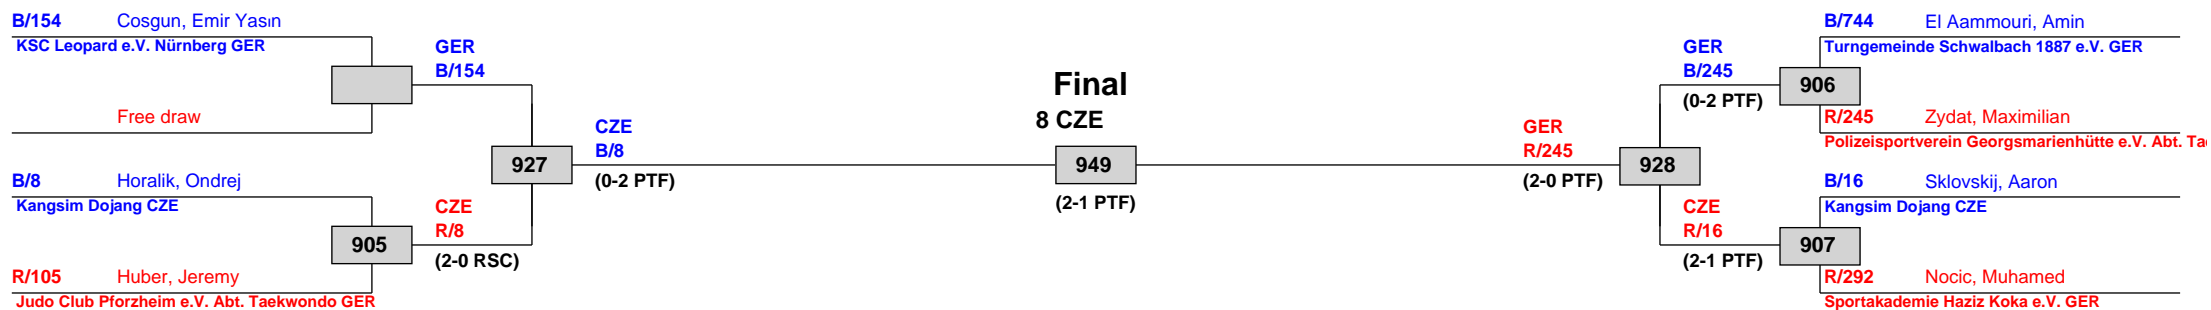 B/154 Cosgun, Emir Yasın
KSC Leopard e.V. Nürnberg GER
GER
B/154
Free draw
927
CZE
B/8
(0-2 PTF)
B/8 Horalik, Ondrej
Kangsim Dojang CZE
905
CZE
R/8
(2-0 RSC)
R/105 Huber, Jeremy
Judo Club Pforzheim e.V. Abt. Taekwondo GER
Final
8 CZE
949
(2-1 PTF)
GER
R/245
(2-0 PTF)
928
GER
B/245
(0-2 PTF)
B/744 El Aammouri, Amin
Turngemeinde Schwalbach 1887 e.V. GER
906
R/245 Zydat, Maximilian
Polizeisportverein Georgsmarienhütte e.V. Abt. Tae
CZE
R/16
(2-1 PTF)
B/16 Sklovskij, Aaron
Kangsim Dojang CZE
907
R/292 Nocic, Muhamed
Sportakademie Haziz Koka e.V. GER